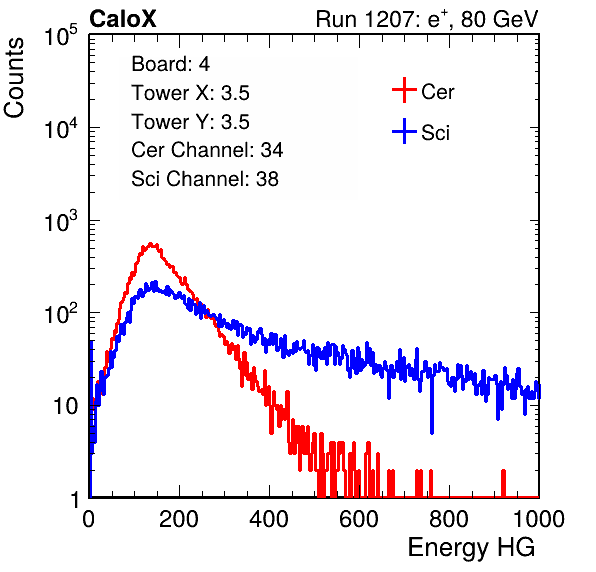 CaloX Run 1207: e⁺, 80 GeV
Counts
10⁵
10⁴
10³
10²
10
1
Board: 4
Tower X: 3.5
Tower Y: 3.5
Cer Channel: 34
Sci Channel: 38
Cer
Sci
0 200 400 600 800 1000
Energy HG